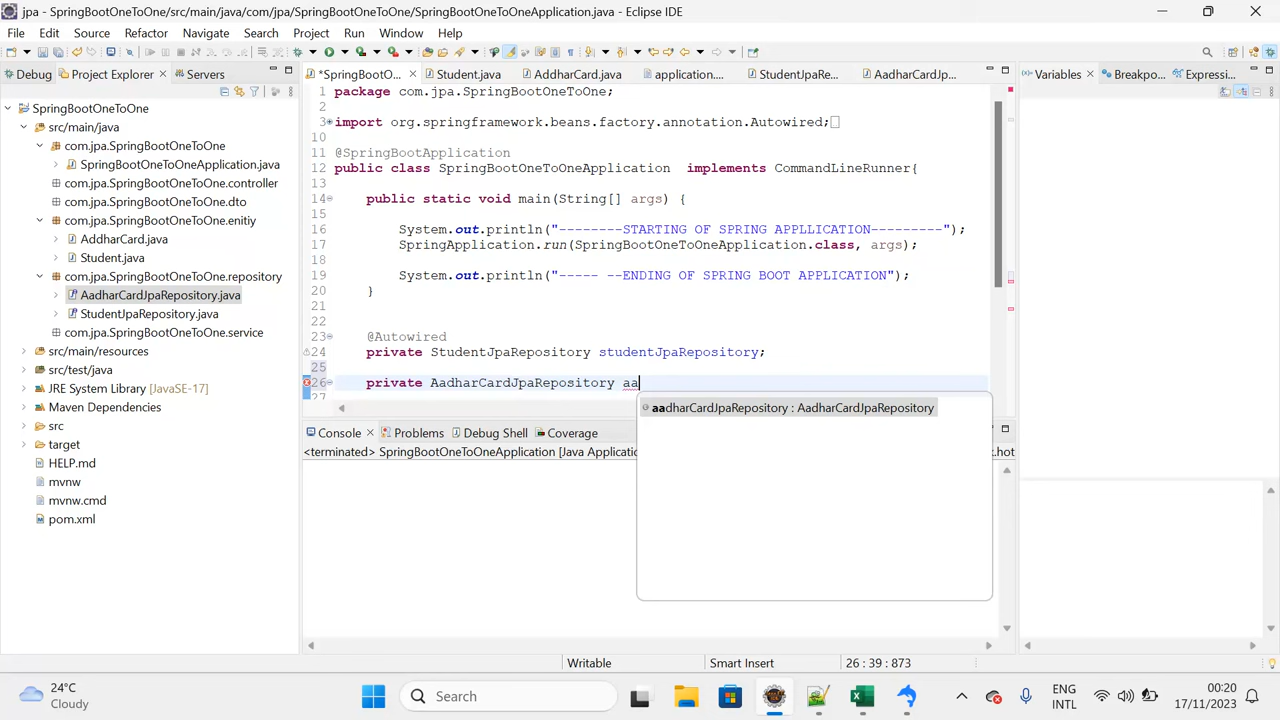 jpa - SpringBootOneToOne/src/main/java/com/jpa/SpringBootOneToOne/SpringBootOneToOneApplication.java - Eclipse IDE
File Edit Source Refactor Navigate Search Project Run Window Help
Debug Project Explorer Servers
*SpringBootO... Student.java AddharCard.java application.... StudentJpaRe... AadharCardJp...
Variables Breakpo... Expressi...
SpringBootOneToOne
src/main/java
com.jpa.SpringBootOneToOne
SpringBootOneToOneApplication.java
com.jpa.SpringBootOneToOne.controller
com.jpa.SpringBootOneToOne.dto
com.jpa.SpringBootOneToOne.enitiy
AddharCard.java
Student.java
com.jpa.SpringBootOneToOne.repository
AadharCardJpaRepository.java
StudentJpaRepository.java
com.jpa.SpringBootOneToOne.service
src/main/resources
src/test/java
JRE System Library [JavaSE-17]
Maven Dependencies
src
target
HELP.md
mvnw
mvnw.cmd
pom.xml
1 package com.jpa.SpringBootOneToOne;
2
3 import org.springframework.beans.factory.annotation.Autowired;
10
11 @SpringBootApplication
12 public class SpringBootOneToOneApplication implements CommandLineRunner{
13
14 public static void main(String[] args) {
15
16 System.out.println("--------STARTING OF SPRING APPLLICATION---------");
17 SpringApplication.run(SpringBootOneToOneApplication.class, args);
18
19 System.out.println("----- --ENDING OF SPRING BOOT APPLICATION");
20 }
21
22
23 @Autowired
24 private StudentJpaRepository studentJpaRepository;
25
26 private AadharCardJpaRepository aa
27
aadharCardJpaRepository : AadharCardJpaRepository
Console Problems Debug Shell Coverage
<terminated> SpringBootOneToOneApplication [Java Applicatio
k.hot
Writable Smart Insert 26 : 39 : 873
24°C
Cloudy
Search
ENG
INTL
00:20
17/11/2023